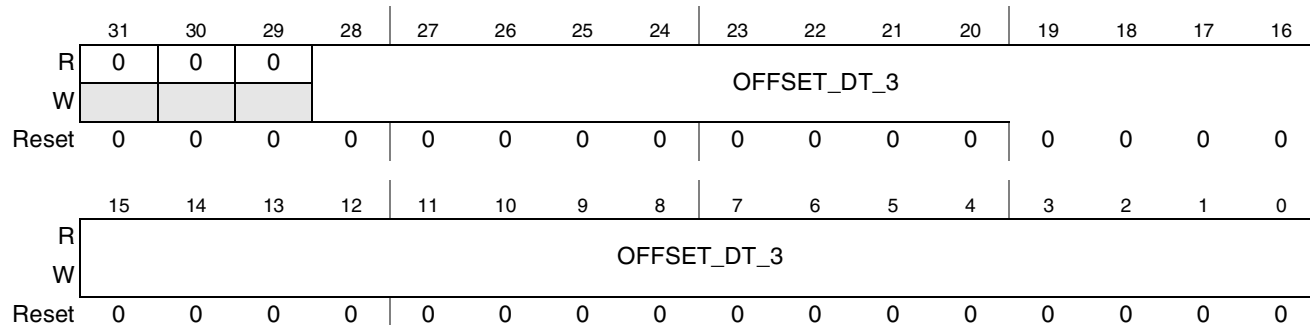 31 30 29 28 27 26 25 24 23 22 21 20 19 18 17 16
R 0 0 0
OFFSET_DT_3
W
Reset 0 0 0 0 0 0 0 0 0 0 0 0 0 0 0 0
15 14 13 12 11 10 9 8 7 6 5 4 3 2 1 0
R
OFFSET_DT_3
W
Reset 0 0 0 0 0 0 0 0 0 0 0 0 0 0 0 0